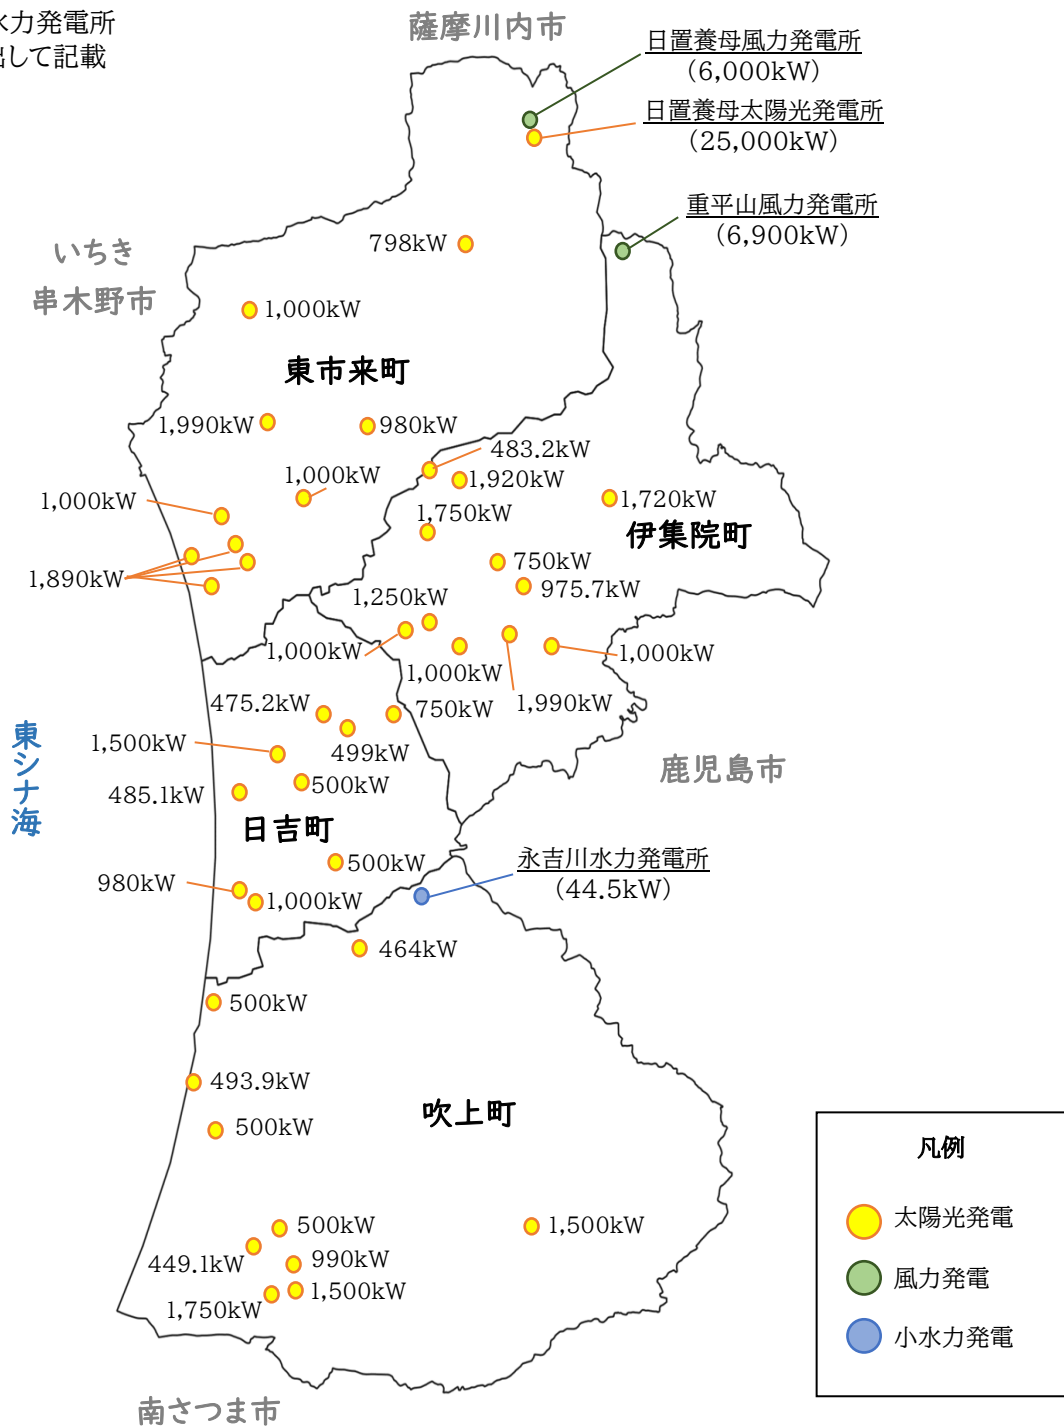 水力発電所
出して記載
薩摩川内市
日置養母風力発電所
(6,000kW)
日置養母太陽光発電所
(25,000kW)
重平山風力発電所
(6,900kW)
いちき
串木野市
798kW
1,000kW
東市来町
1,990kW
980kW
483.2kW
1,920kW
1,000kW
1,000kW
1,720kW
1,750kW
伊集院町
750kW
1,890kW
975.7kW
1,250kW
1,000kW
1,000kW
1,000kW
1,990kW
475.2kW
750kW
1,500kW
499kW
東シナ海
鹿児島市
485.1kW
500kW
日吉町
永吉川水力発電所
(44.5kW)
500kW
980kW
1,000kW
464kW
500kW
493.9kW
吹上町
500kW
凡例
太陽光発電
風力発電
小水力発電
500kW
1,500kW
449.1kW
990kW
1,500kW
1,750kW
南さつま市